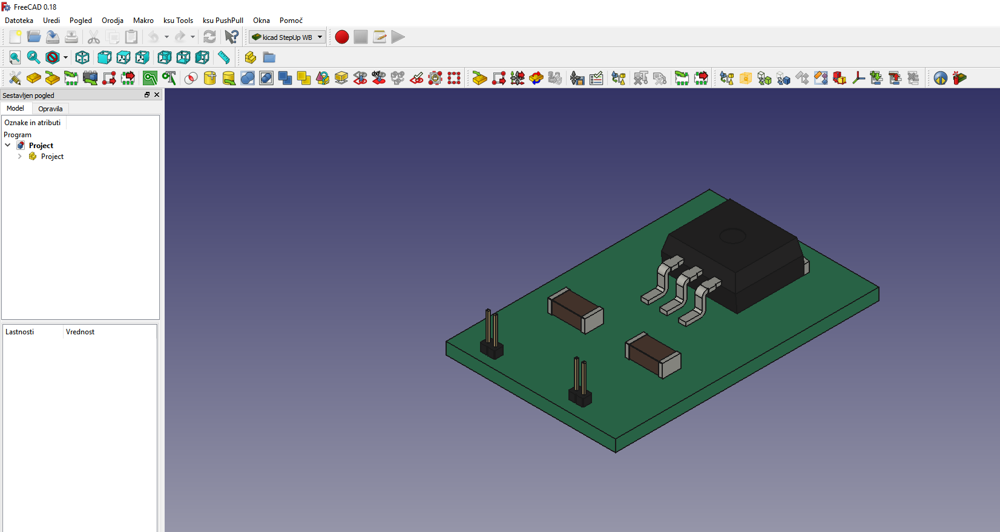 FreeCAD 0.18
Datoteka Uredi Pogled Orodja Makro ksu Tools ksu PushPull Okna Pomoč
kicad StepUp WB
Sestavljen pogled
Model Opravila
Oznake in atributi
Program
Project
Project
Lastnosti Vrednost